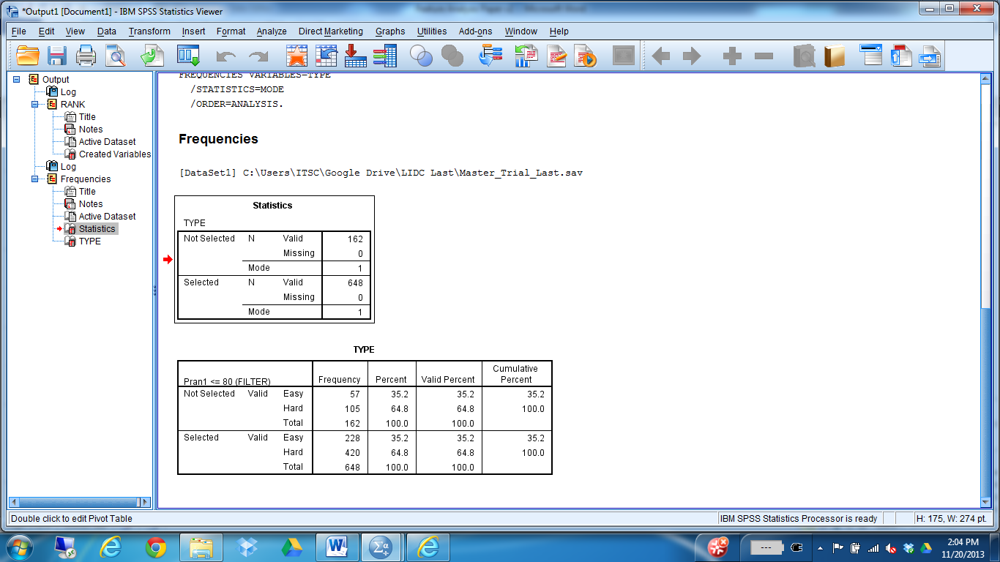 *Output1 [Document1] - IBM SPSS Statistics Viewer
File Edit View Data Transform Insert Format Analyze Direct Marketing Graphs Utilities Add-ons Window Help
Output
Log
RANK
Title
Notes
Active Dataset
Created Variables
Log
Frequencies
Title
Notes
Active Dataset
Statistics
TYPE
FREQUENCIES VARIABLES=TYPE
/STATISTICS=MODE
/ORDER=ANALYSIS.
Frequencies
[DataSet1] C:\Users\ITSC\Google Drive\LIDC Last\Master_Trial_Last.sav
Statistics
TYPE
Not Selected N Valid 162
Missing 0
Mode 1
Selected N Valid 648
Missing 0
Mode 1
TYPE
Pran1 <= 80 (FILTER) Frequency Percent Valid Percent Cumulative Percent
Not Selected Valid Easy 57 35.2 35.2 35.2
Hard 105 64.8 64.8 100.0
Total 162 100.0 100.0
Selected Valid Easy 228 35.2 35.2 35.2
Hard 420 64.8 64.8 100.0
Total 648 100.0 100.0
Double click to edit Pivot Table
IBM SPSS Statistics Processor is ready
H: 175, W: 274 pt.
2:04 PM
11/20/2013